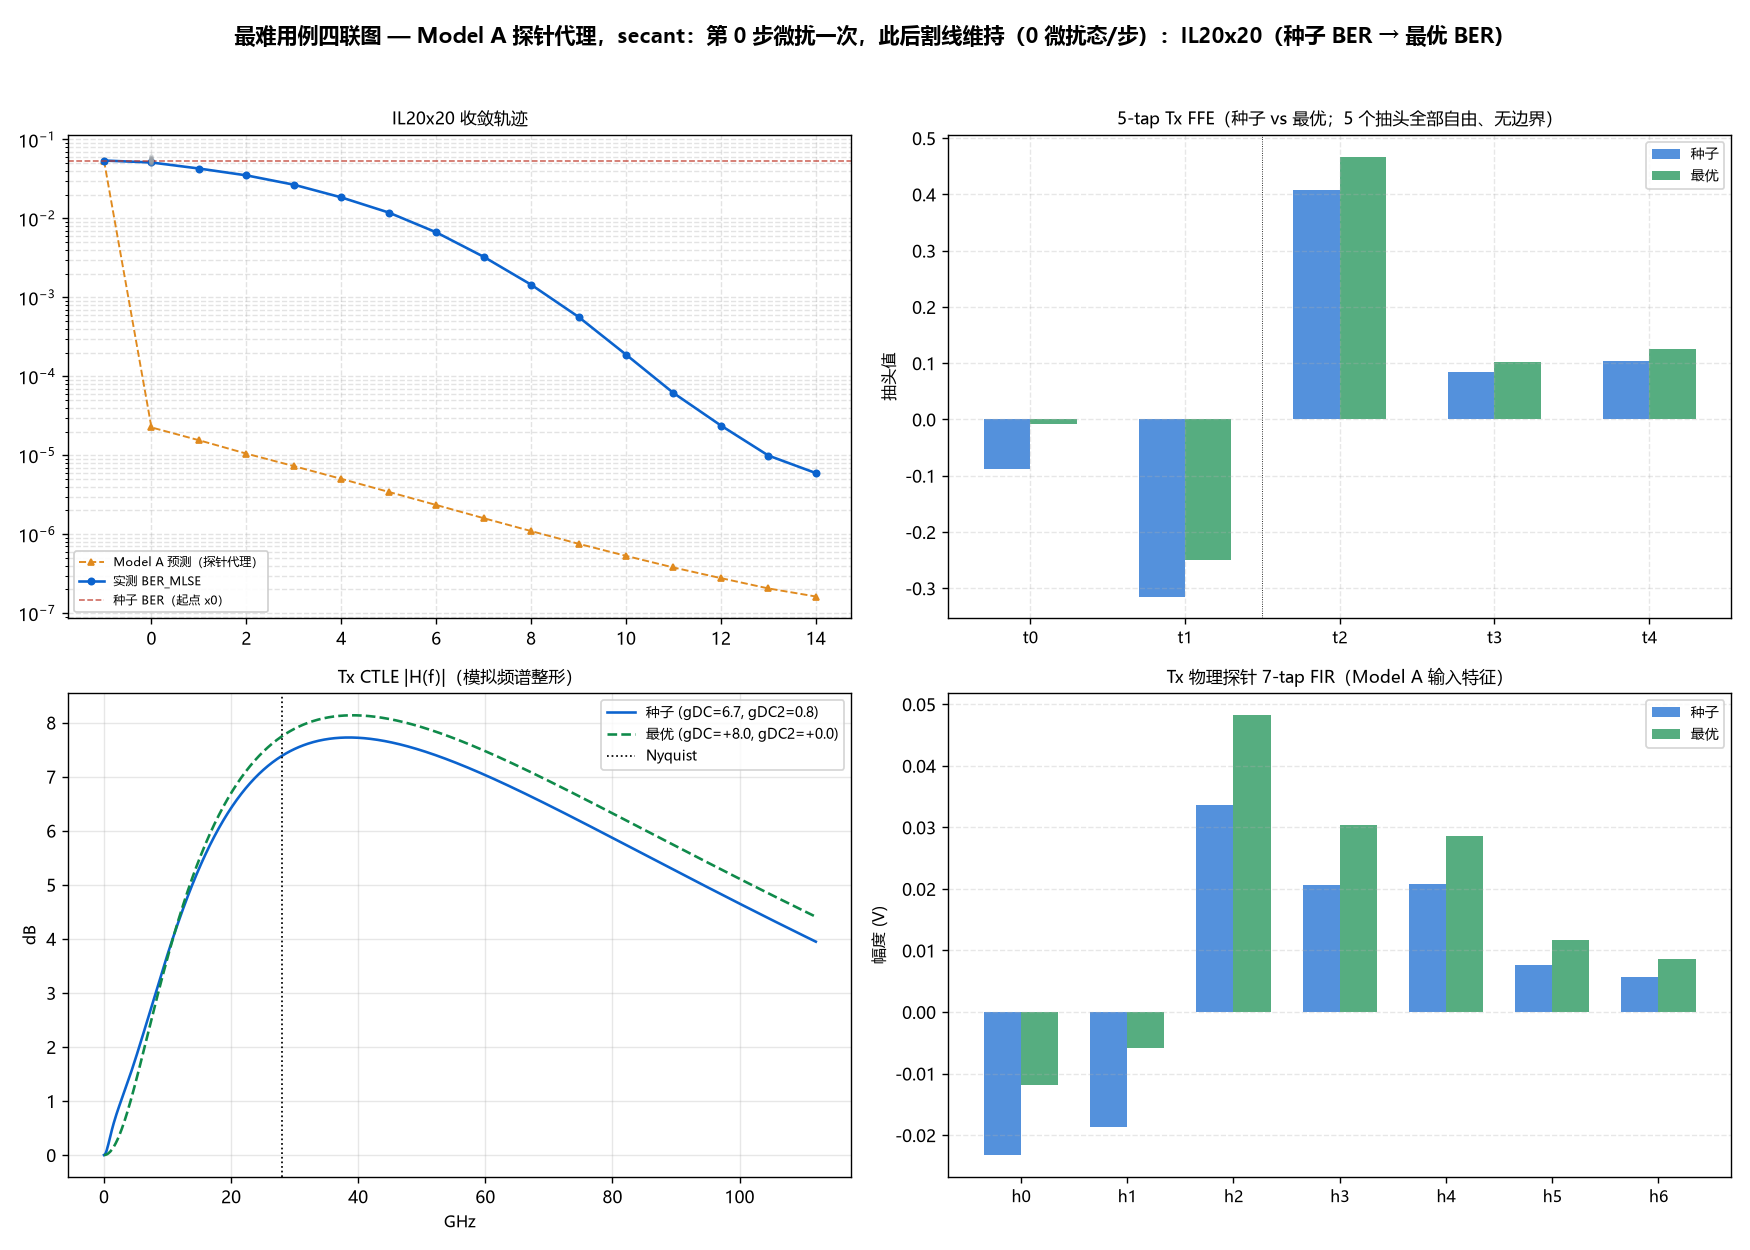 最难用例四联图 — Model A 探针代理，secant：第 0 步微扰一次，此后割线维持（0 微扰态/步）：IL20x20（种子 BER → 最优 BER）
IL20x20 收敛轨迹
10⁻¹
10⁻²
10⁻³
10⁻⁴
10⁻⁵
10⁻⁶
10⁻⁷
Model A 预测（探针代理）
实测 BER_MLSE
种子 BER（起点 x0）
0 2 4 6 8 10 12 14
5-tap Tx FFE（种子 vs 最优；5 个抽头全部自由、无边界）
抽头值
0.5
0.4
0.3
0.2
0.1
0.0
-0.1
-0.2
-0.3
种子
最优
t0 t1 t2 t3 t4
Tx CTLE |H(f)|（模拟频谱整形）
dB
8
7
6
5
4
3
2
1
0
种子 (gDC=6.7, gDC2=0.8)
最优 (gDC=+8.0, gDC2=+0.0)
Nyquist
0 20 40 60 80 100
GHz
Tx 物理探针 7-tap FIR（Model A 输入特征）
幅度 (V)
0.05
0.04
0.03
0.02
0.01
0.00
-0.01
-0.02
种子
最优
h0 h1 h2 h3 h4 h5 h6